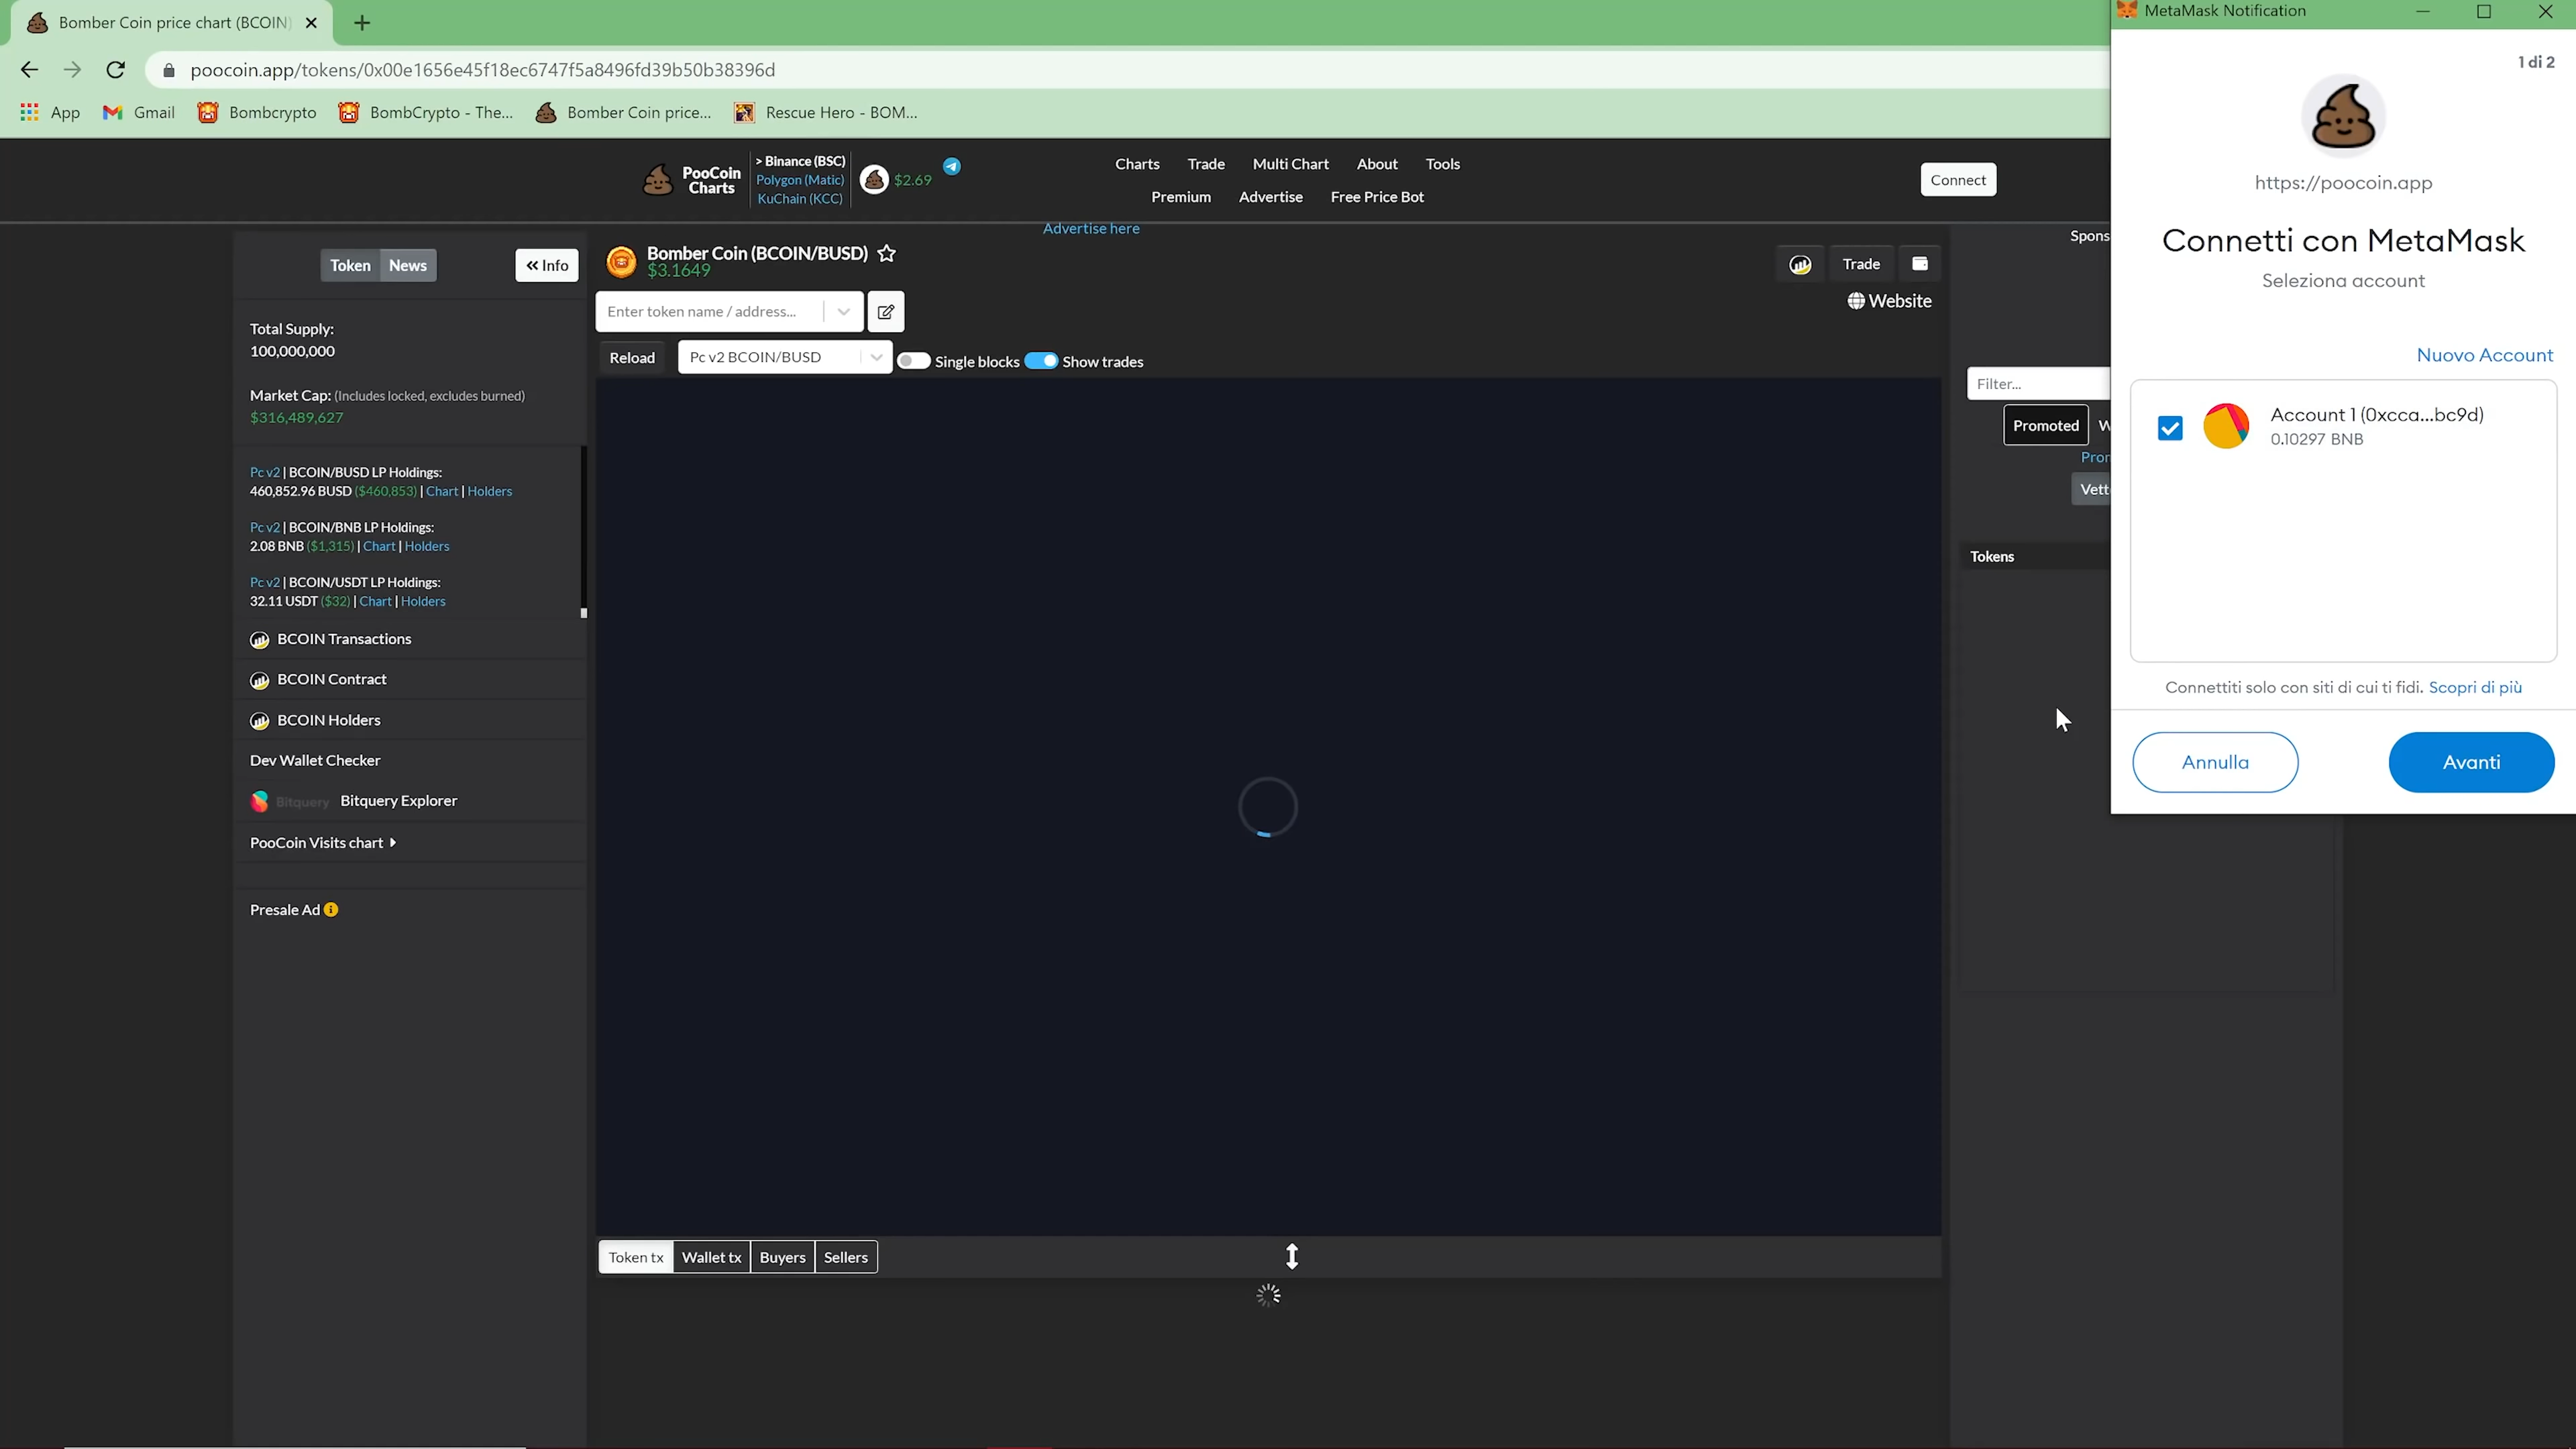 Bomber Coin price chart (BCOIN)
MetaMask Notification
poocoin.app/tokens/0x00e1656e45f18ec6747f5a8496fd39b50b38396d
App
Gmail
Bombcrypto
BombCrypto - The...
Bomber Coin price...
Rescue Hero - BOM...
PooCoin
Charts
> Binance (BSC)
Polygon (Matic)
KuChain (KCC)
$2.69
Charts
Trade
Multi Chart
About
Tools
Premium
Advertise
Free Price Bot
Connect
Advertise here
Token
News
« Info
Total Supply:
100,000,000
Market Cap: (Includes locked, excludes burned)
$316,489,627
Pc v2 | BCOIN/BUSD LP Holdings:
460,852.96 BUSD ($460,853) | Chart | Holders
Pc v2 | BCOIN/BNB LP Holdings:
2.08 BNB ($1,315) | Chart | Holders
Pc v2 | BCOIN/USDT LP Holdings:
32.11 USDT ($32) | Chart | Holders
BCOIN Transactions
BCOIN Contract
BCOIN Holders
Dev Wallet Checker
Bitquery Bitquery Explorer
PooCoin Visits chart
Presale Ad
Bomber Coin (BCOIN/BUSD)
$3.1649
Trade
Website
Enter token name / address...
Reload
Pc v2 BCOIN/BUSD
Single blocks
Show trades
Token tx
Wallet tx
Buyers
Sellers
Spons
Filter...
Promoted
W
Pron
Vett
Tokens
1 di 2
https://poocoin.app
Connetti con MetaMask
Seleziona account
Nuovo Account
Account 1 (0xcca...bc9d)
0.10297 BNB
Connettiti solo con siti di cui ti fidi. Scopri di più
Annulla
Avanti